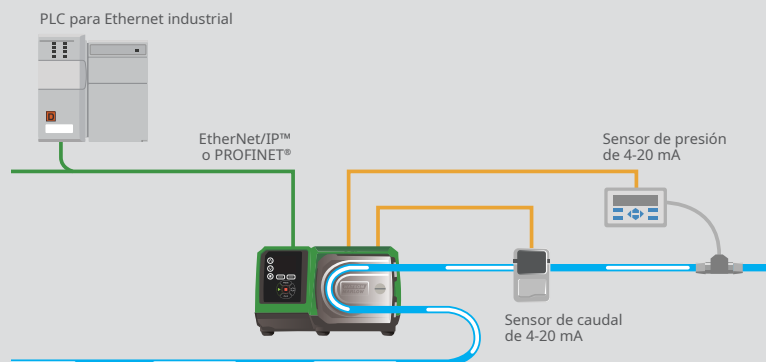 PLC para Ethernet industrial
D
EtherNet/IP™
o PROFINET®
Sensor de presión
de 4-20 mA
Sensor de caudal
de 4-20 mA